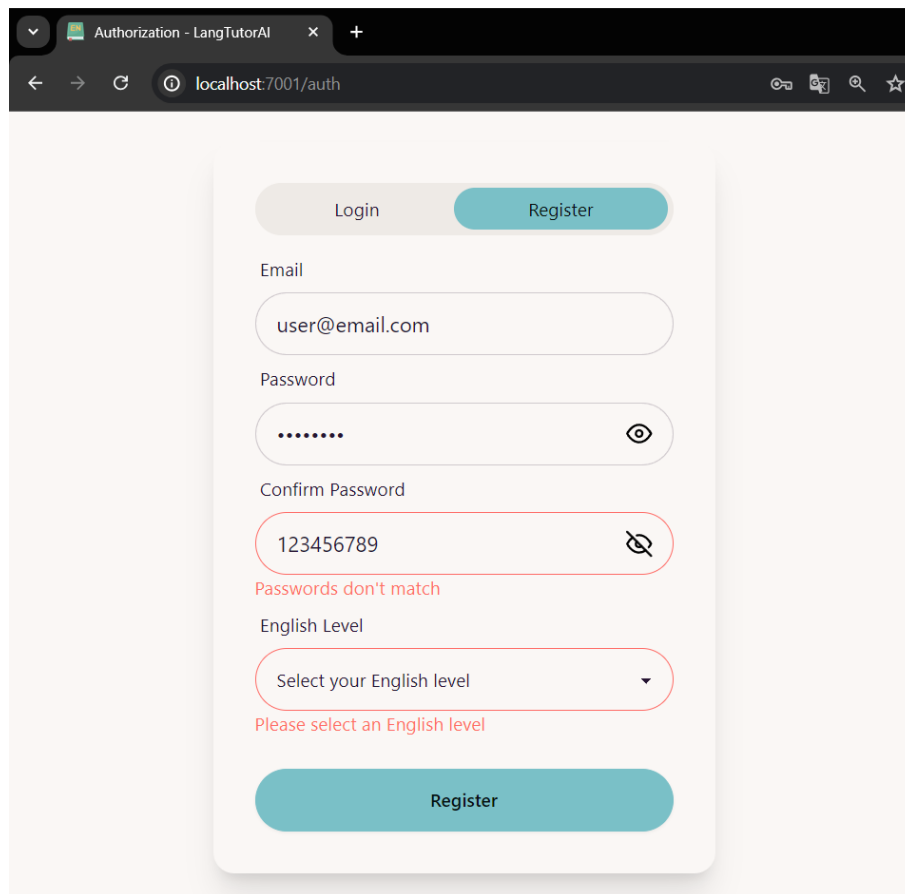 EN
Authorization - LangTutorAI
localhost:7001/auth
Login Register
Email
user@email.com
Password
••••••••
Confirm Password
123456789
Passwords don't match
English Level
Select your English level
Please select an English level
Register